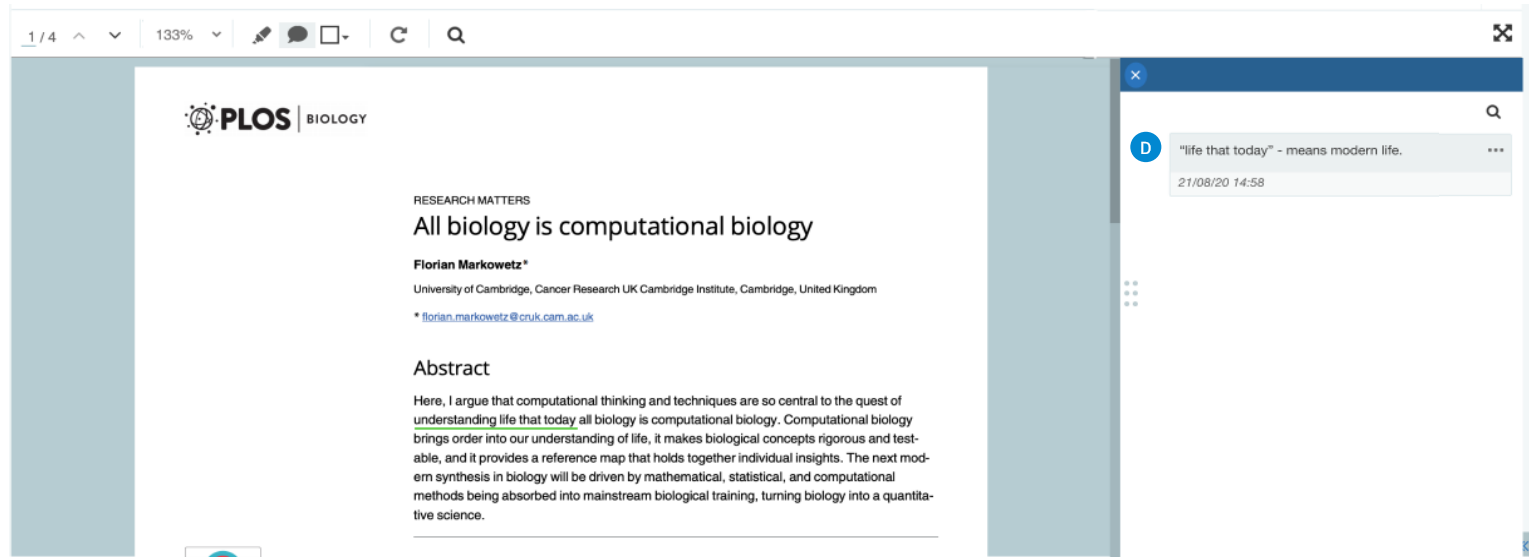 1 / 4 133%
PLOS BIOLOGY
RESEARCH MATTERS
All biology is computational biology
Florian Markowetz*
University of Cambridge, Cancer Research UK Cambridge Institute, Cambridge, United Kingdom
* florian.markowetz@cruk.cam.ac.uk
Abstract
Here, I argue that computational thinking and techniques are so central to the quest of
understanding life that today all biology is computational biology. Computational biology
brings order into our understanding of life, it makes biological concepts rigorous and test-
able, and it provides a reference map that holds together individual insights. The next mod-
ern synthesis in biology will be driven by mathematical, statistical, and computational
methods being absorbed into mainstream biological training, turning biology into a quantita-
tive science.
D
“life that today” - means modern life.
21/08/20 14:58